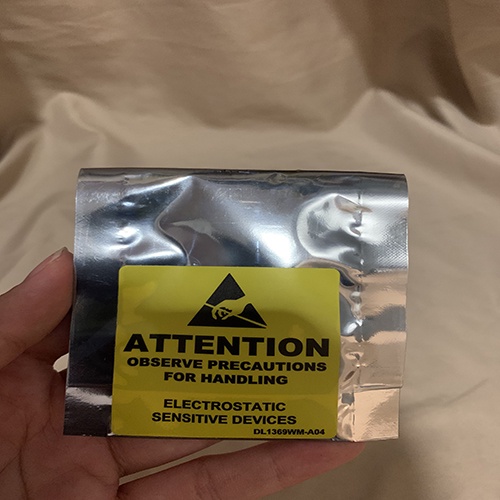 ATTENTION
OBSERVE PRECAUTIONS
FOR HANDLING
ELECTROSTATIC
SENSITIVE DEVICES
DL1369WM-A04